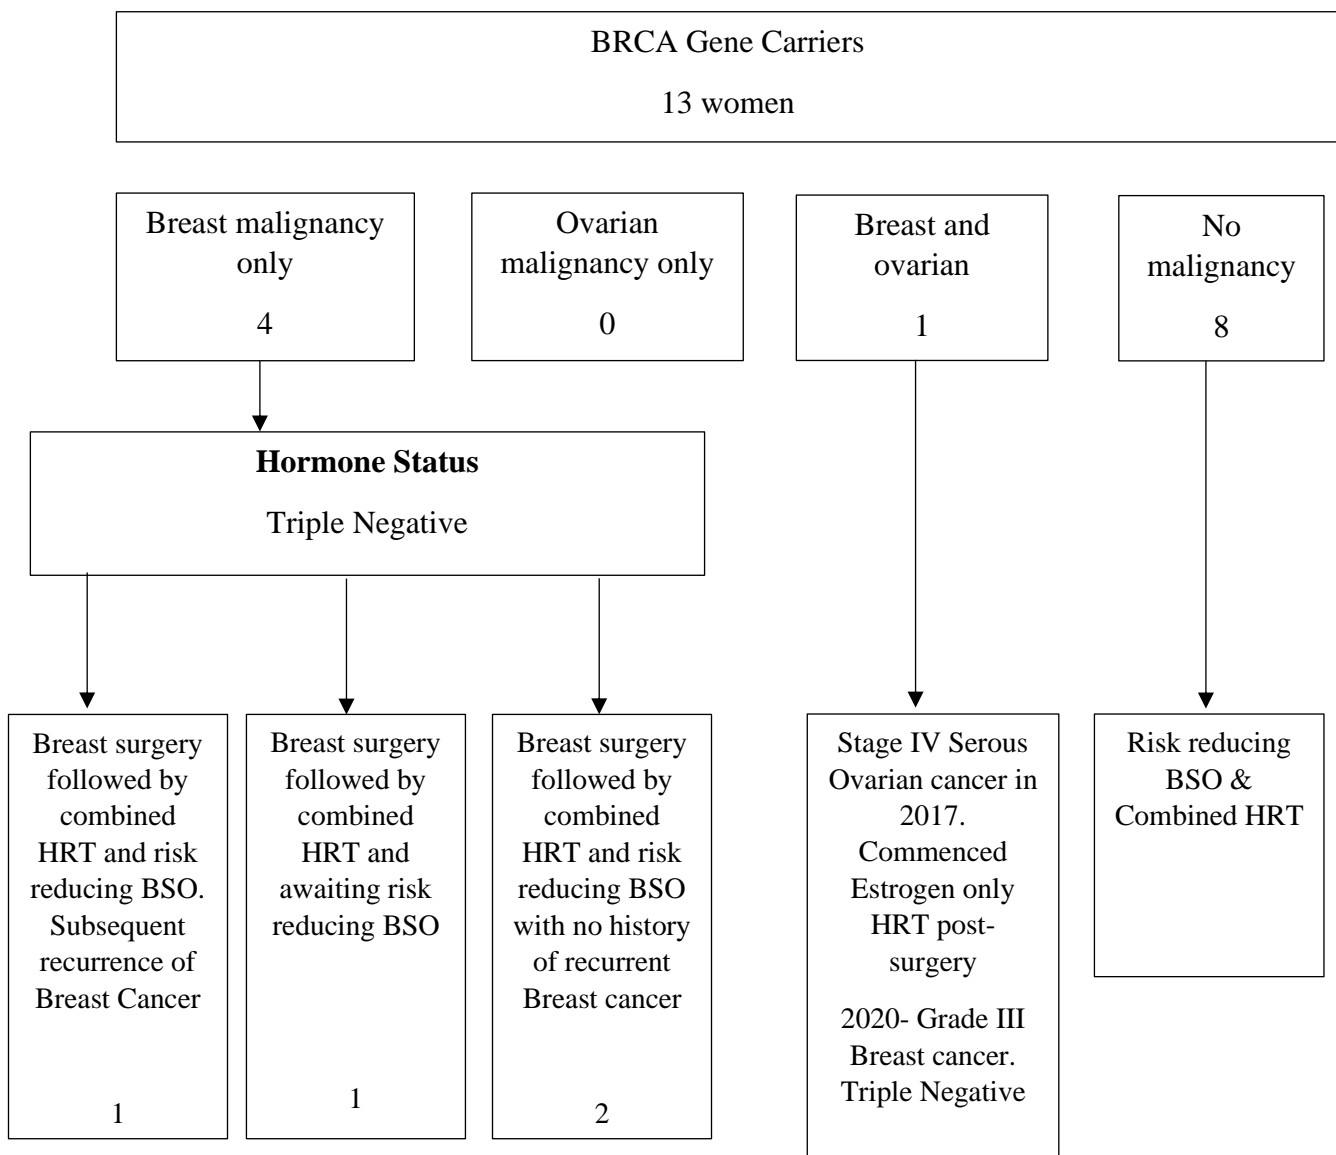 BRCA Gene Carriers
13 women
Breast malignancy
only
4
Ovarian
malignancy only
0
Breast and
ovarian
1
No
malignancy
8
Hormone Status
Triple Negative
Breast surgery
followed by
combined
HRT and risk
reducing BSO.
Subsequent
recurrence of
Breast Cancer
1
Breast surgery
followed by
combined
HRT and
awaiting risk
reducing BSO
1
Breast surgery
followed by
combined
HRT and risk
reducing BSO
with no history
of recurrent
Breast cancer
2
Stage IV Serous
Ovarian cancer in
2017.
Commenced
Estrogen only
HRT post-
surgery
2020- Grade III
Breast cancer.
Triple Negative
Risk reducing
BSO &
Combined HRT